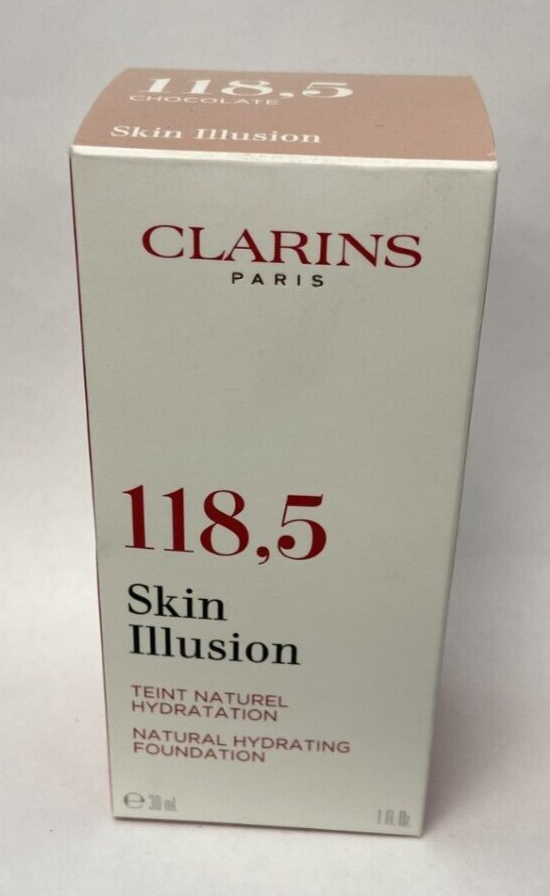 118,5
CHOCOLATE
Skin Illusion
CLARINS
PARIS
118,5
Skin
Illusion
TEINT NATUREL
HYDRATATION
NATURAL HYDRATING
FOUNDATION
℮ 30 mL 1 Fl. Oz.